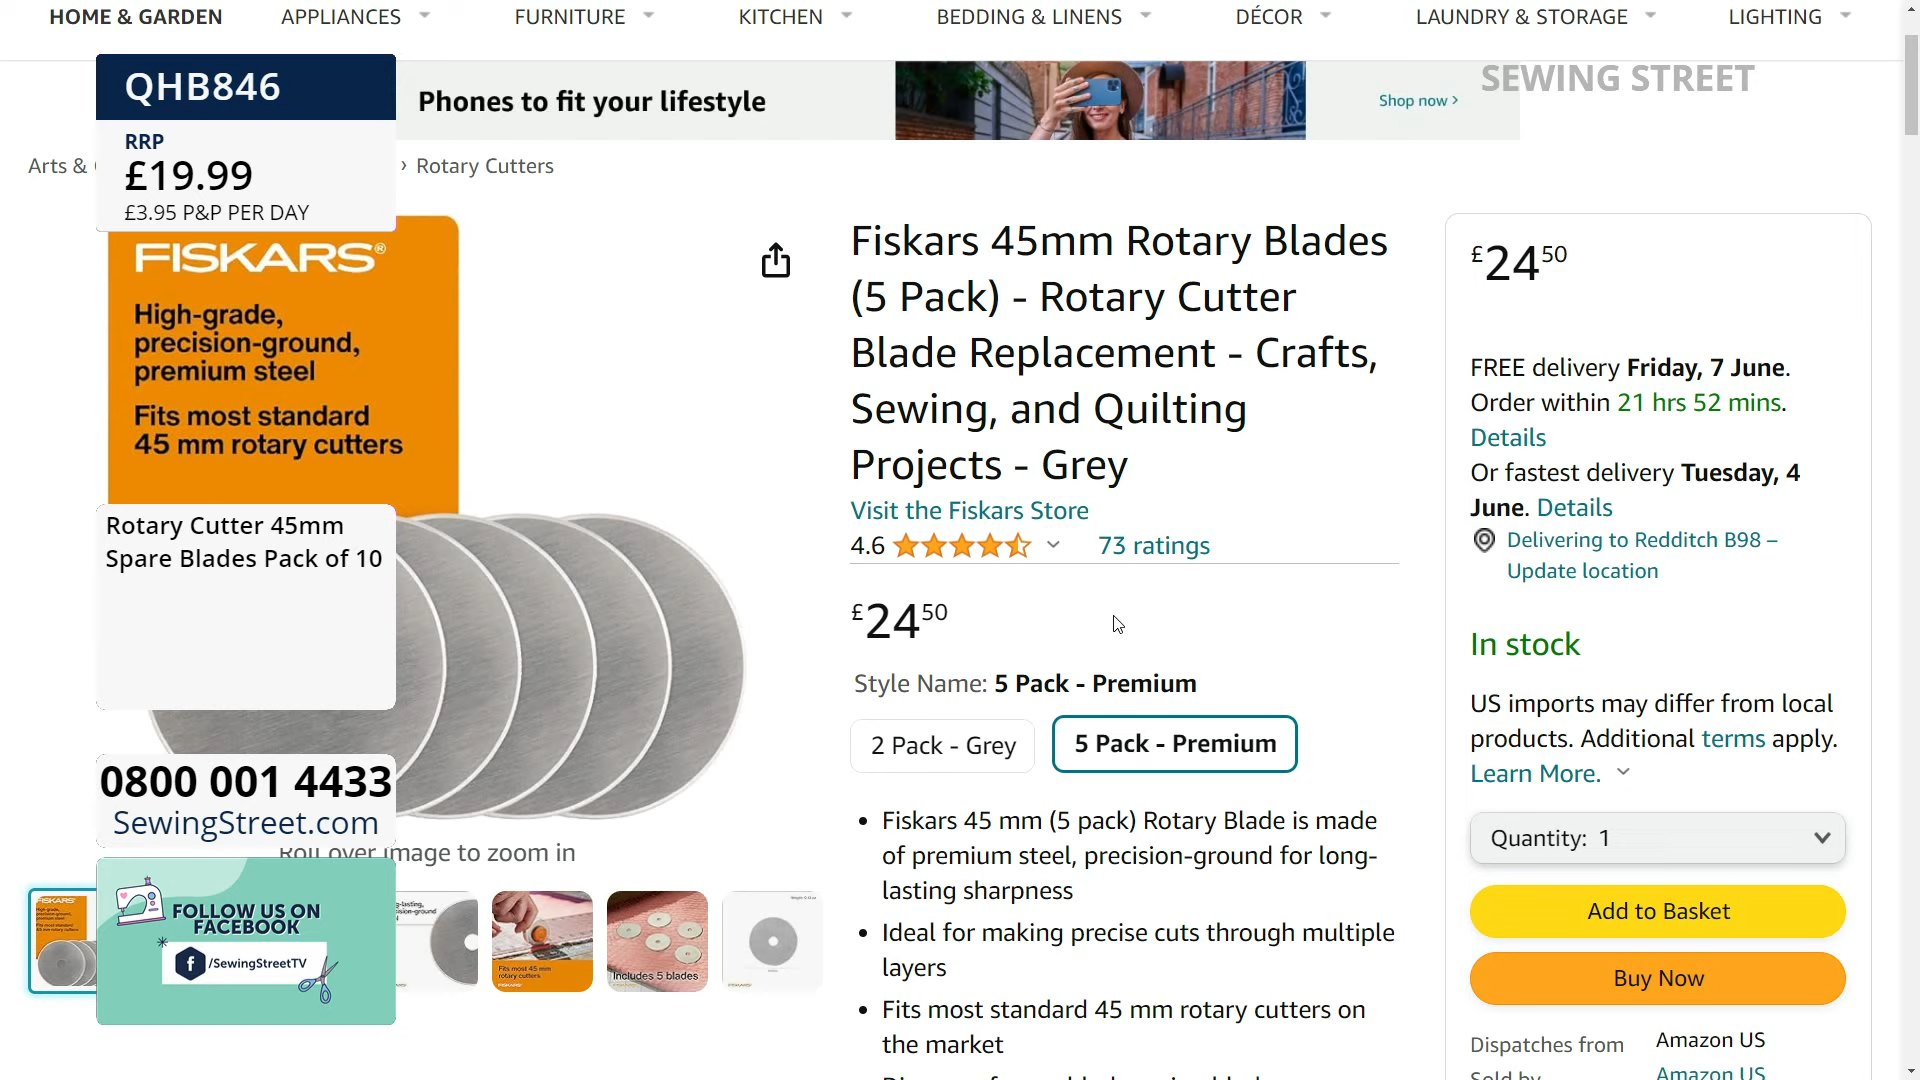 HOME & GARDEN
APPLIANCES
FURNITURE
KITCHEN
BEDDING & LINENS
DÉCOR
LAUNDRY & STORAGE
LIGHTING
QHB846
RRP
£19.99
£3.95 P&P PER DAY
Phones to fit your lifestyle
Shop now ›
SEWING STREET
Arts &
› Rotary Cutters
FISKARS®
High-grade,
precision-ground,
premium steel
Fits most standard
45 mm rotary cutters
Rotary Cutter 45mm
Spare Blades Pack of 10
0800 001 4433
SewingStreet.com
Roll over image to zoom in
FOLLOW US ON
FACEBOOK
/SewingStreetTV
Fits most 45 mm
rotary cutters
Includes 5 blades
Fiskars 45mm Rotary Blades
(5 Pack) - Rotary Cutter
Blade Replacement - Crafts,
Sewing, and Quilting
Projects - Grey
Visit the Fiskars Store
4.6
73 ratings
£24 50
Style Name: 5 Pack - Premium
2 Pack - Grey
5 Pack - Premium
• Fiskars 45 mm (5 pack) Rotary Blade is made
of premium steel, precision-ground for long-
lasting sharpness
• Ideal for making precise cuts through multiple
layers
• Fits most standard 45 mm rotary cutters on
the market
£24 50
FREE delivery Friday, 7 June.
Order within 21 hrs 52 mins.
Details
Or fastest delivery Tuesday, 4
June. Details
Delivering to Redditch B98 –
Update location
In stock
US imports may differ from local
products. Additional terms apply.
Learn More.
Quantity: 1
Add to Basket
Buy Now
Dispatches from
Amazon US
Sold by
Amazon US